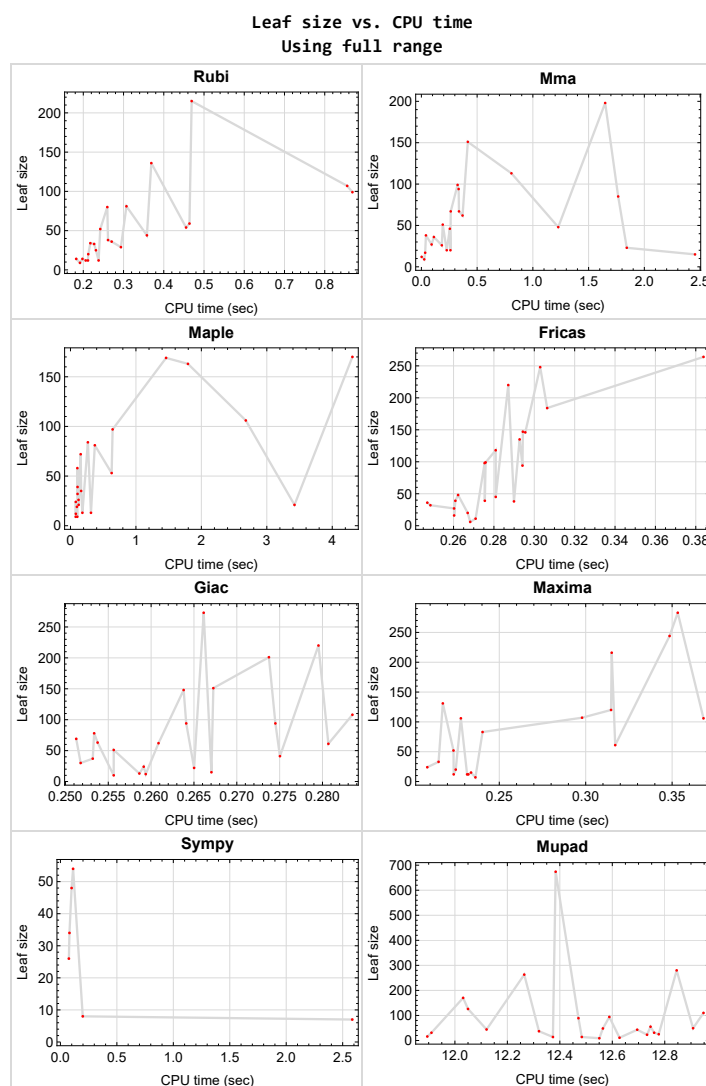 Leaf size vs. CPU time
Using full range
Rubi
Leaf size
200
150
100
50
0
0.2 0.3 0.4 0.5 0.6 0.7 0.8
CPU time (sec)
Mma
Leaf size
200
150
100
50
0
0.0 0.5 1.0 1.5 2.0 2.5
CPU time (sec)
Maple
Leaf size
150
100
50
0
0 1 2 3 4
CPU time (sec)
Fricas
Leaf size
250
200
150
100
50
0
0.26 0.28 0.30 0.32 0.34 0.36 0.38
CPU time (sec)
Giac
Leaf size
250
200
150
100
50
0
0.250 0.255 0.260 0.265 0.270 0.275 0.280
CPU time (sec)
Maxima
Leaf size
250
200
150
100
50
0
0.25 0.30 0.35
CPU time (sec)
Sympy
Leaf size
50
40
30
20
10
0
0.0 0.5 1.0 1.5 2.0 2.5
CPU time (sec)
Mupad
Leaf size
700
600
500
400
300
200
100
0
12.0 12.2 12.4 12.6 12.8
CPU time (sec)